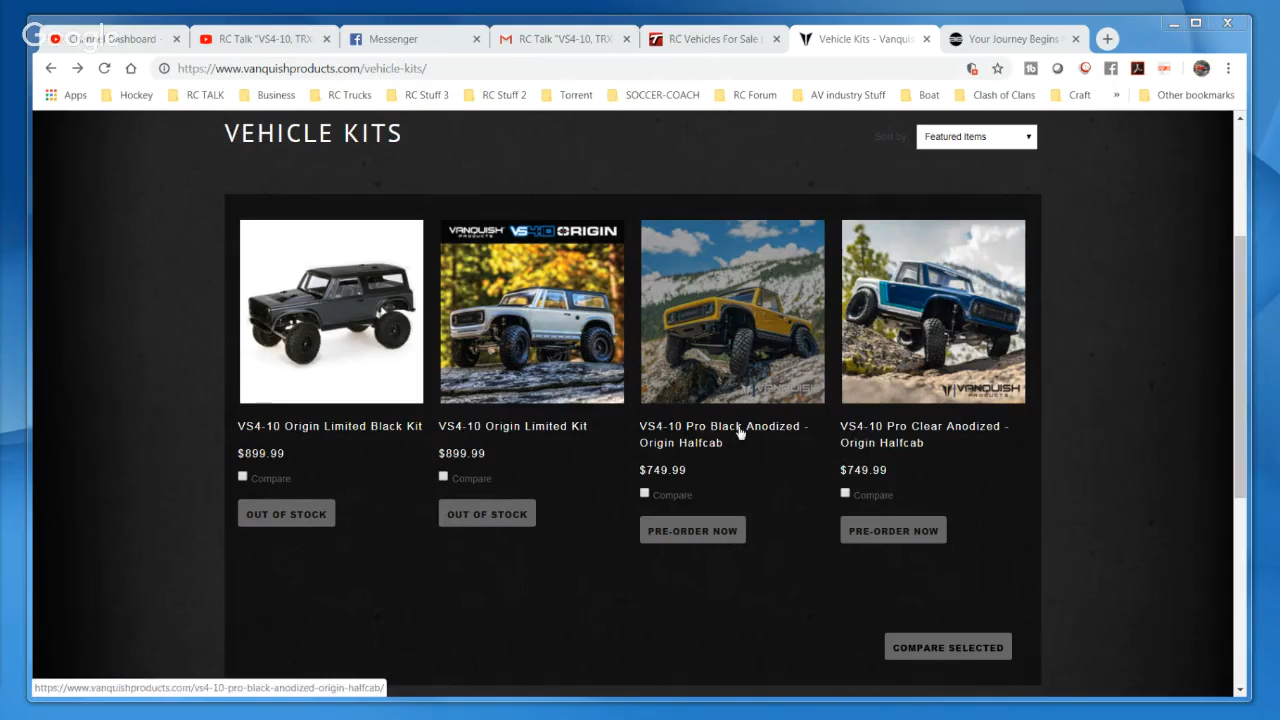 Google
Channel Dashboard -
RC Talk "VS4-10, TRX-
Messenger
RC Talk "VS4-10, TRX-
RC Vehicles For Sale |
Vehicle Kits - Vanquis
Your Journey Begins
https://www.vanquishproducts.com/vehicle-kits/
Apps
Hockey
RC TALK
Business
RC Trucks
RC Stuff 3
RC Stuff 2
Torrent
SOCCER-COACH
RC Forum
AV industry Stuff
Boat
Clash of Clans
Craft
»
Other bookmarks
VEHICLE KITS
Sort by:
Featured Items
VANQUISH PRODUCTS VS4-10 ORIGIN
VANQUISH
VANQUISH
PRODUCTS
VS4-10 Origin Limited Black Kit
$899.99
Compare
OUT OF STOCK
VS4-10 Origin Limited Kit
$899.99
Compare
OUT OF STOCK
VS4-10 Pro Black Anodized -
Origin Halfcab
$749.99
Compare
PRE-ORDER NOW
VS4-10 Pro Clear Anodized -
Origin Halfcab
$749.99
Compare
PRE-ORDER NOW
COMPARE SELECTED
https://www.vanquishproducts.com/vs4-10-pro-black-anodized-origin-halfcab/